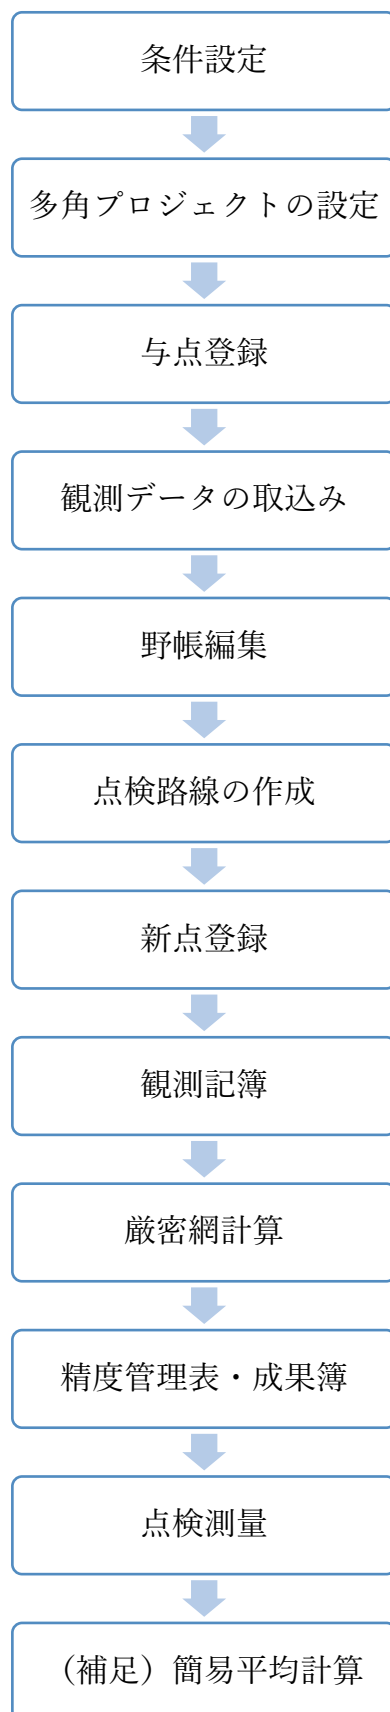 条件設定
多角プロジェクトの設定
与点登録
観測データの取込み
野帳編集
点検路線の作成
新点登録
観測記簿
厳密網計算
精度管理表・成果簿
点検測量
（補足）簡易平均計算